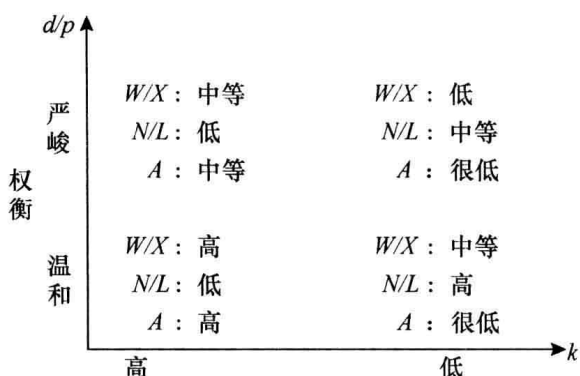 d/p
严峻
W/X：中等
N/L：低
A：中等
W/X：低
N/L：中等
A：很低
权衡
温和
W/X：高
N/L：低
A：高
W/X：中等
N/L：高
A：很低
高
低
k